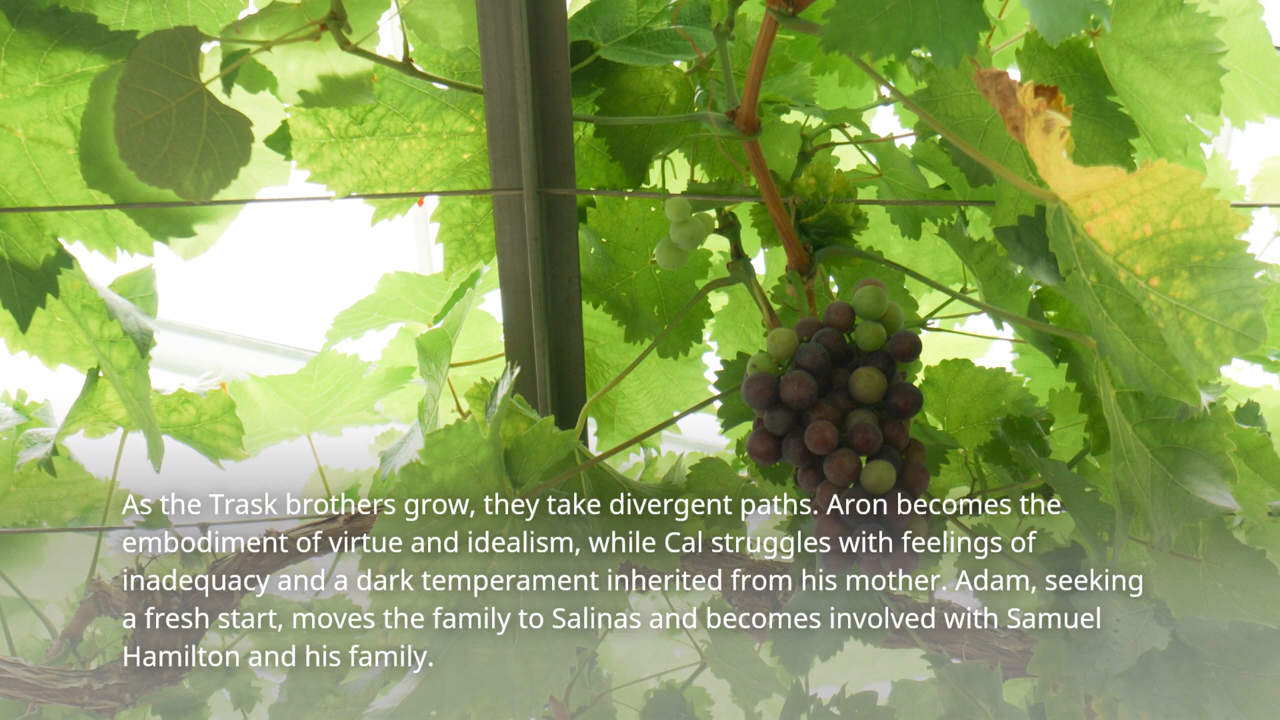 As the Trask brothers grow, they take divergent paths. Aron becomes the
embodiment of virtue and idealism, while Cal struggles with feelings of
inadequacy and a dark temperament inherited from his mother. Adam, seeking
a fresh start, moves the family to Salinas and becomes involved with Samuel
Hamilton and his family.